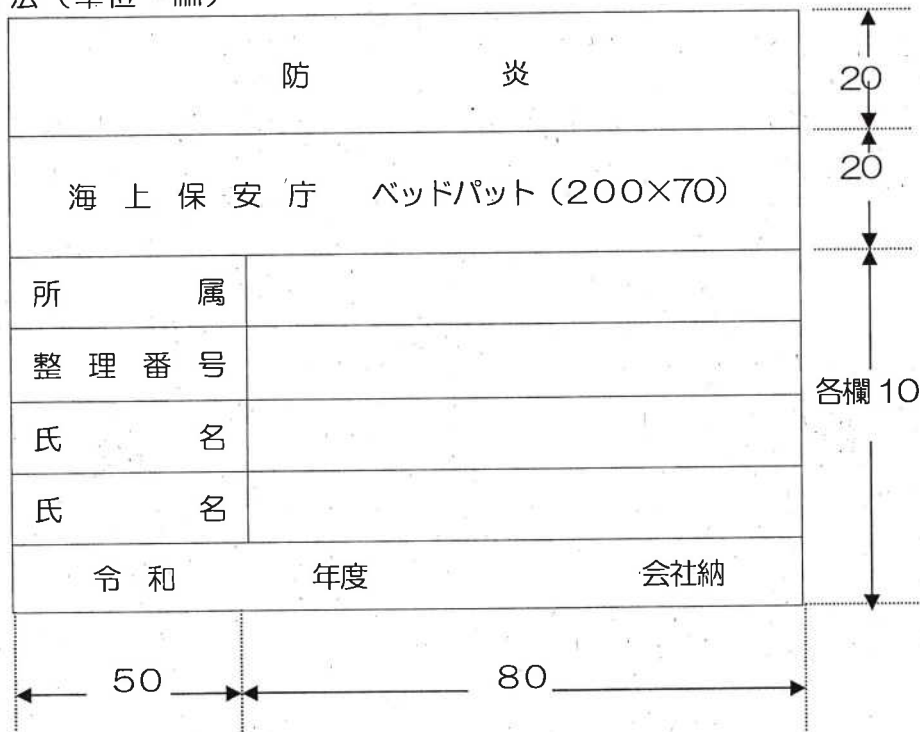 法（単位　㎜）
防　炎
20
海上保安庁　ベッドパット（200×70）
20
所　属
整理番号
各欄10
氏　名
氏　名
令和　年度　会社納
50　80